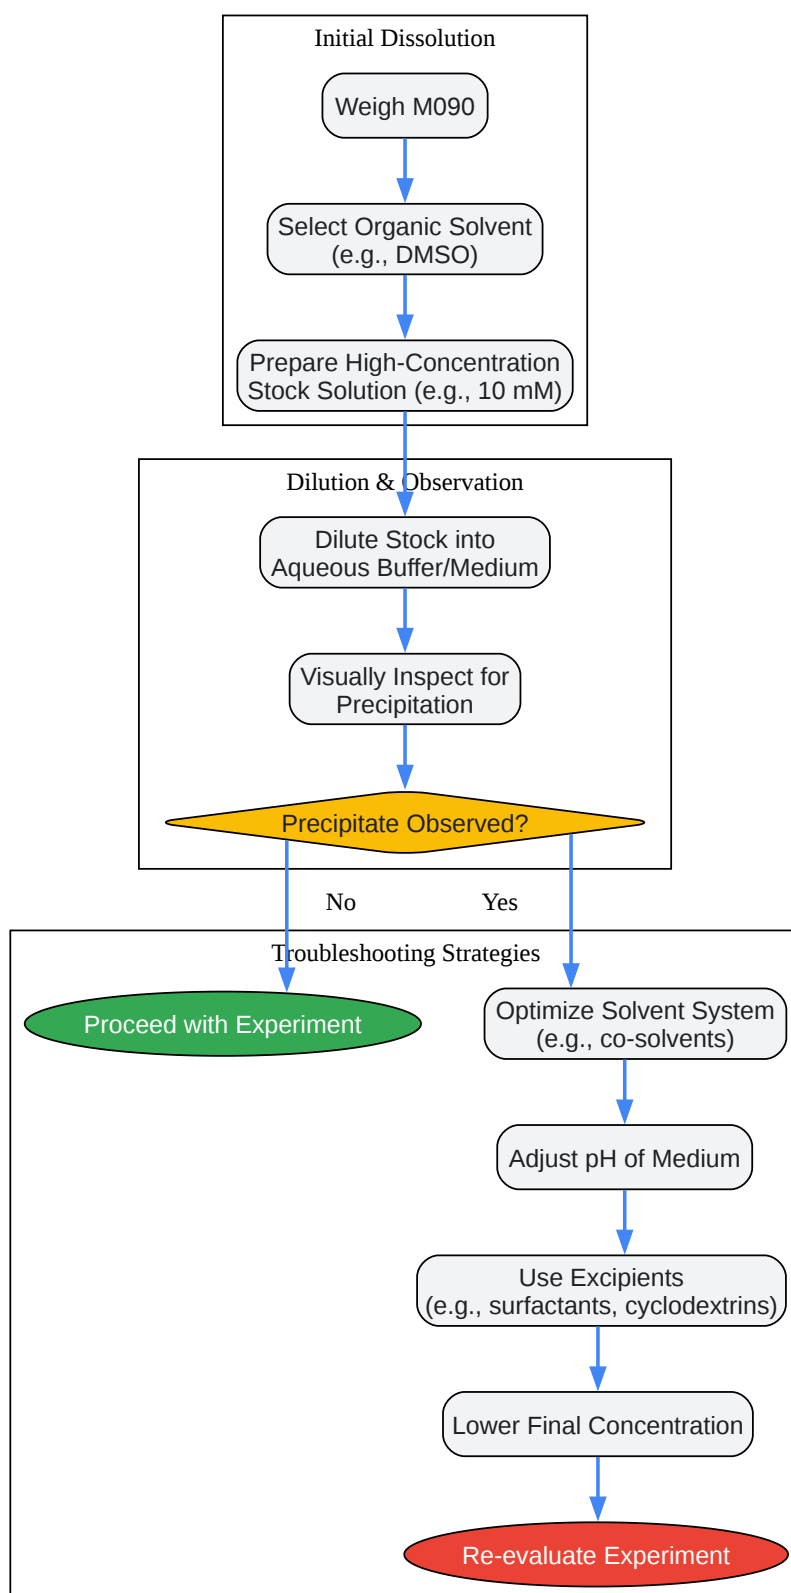 Initial Dissolution
Weigh M090
Select Organic Solvent
(e.g., DMSO)
Prepare High-Concentration
Stock Solution (e.g., 10 mM)
Dilution & Observation
Dilute Stock into
Aqueous Buffer/Medium
Visually Inspect for
Precipitation
Precipitate Observed?
No
Yes
Troubleshooting Strategies
Proceed with Experiment
Optimize Solvent System
(e.g., co-solvents)
Adjust pH of Medium
Use Excipients
(e.g., surfactants, cyclodextrins)
Lower Final Concentration
Re-evaluate Experiment